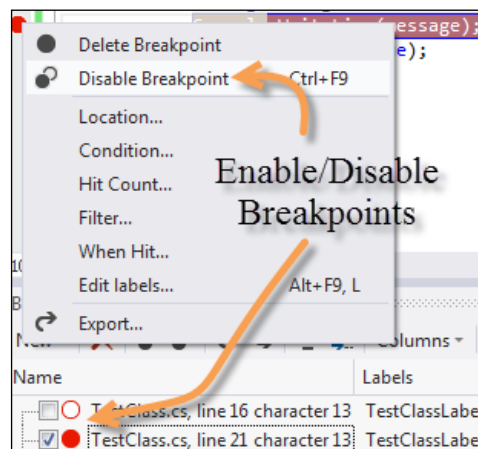 message);
e);
Delete Breakpoint
Disable Breakpoint Ctrl+F9
Location...
Condition...
Hit Count...
Filter...
When Hit...
Edit labels... Alt+F9, L
Export...
Enable/Disable
Breakpoints
Columns
Name Labels
TestClass.cs, line 16 character 13 TestClassLabe
TestClass.cs, line 21 character 13 TestClassLabe